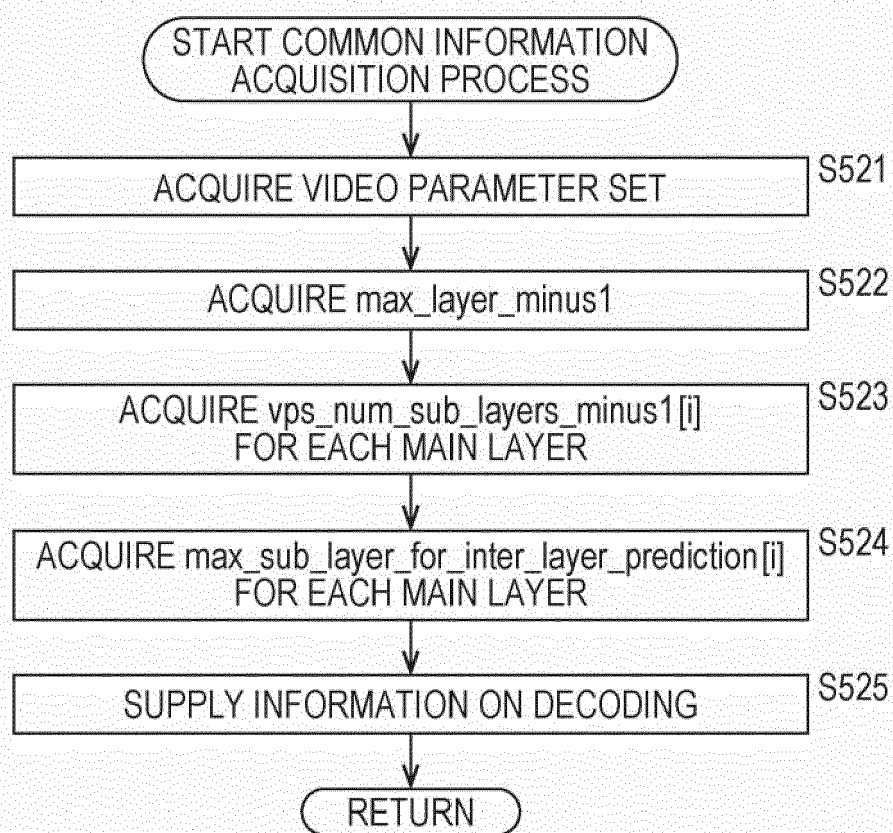 START COMMON INFORMATION
ACQUISITION PROCESS
ACQUIRE VIDEO PARAMETER SET
S521
ACQUIRE max_layer_minus1
S522
ACQUIRE vps_num_sub_layers_minus1[i]
FOR EACH MAIN LAYER
S523
ACQUIRE max_sub_layer_for_inter_layer_prediction[i]
FOR EACH MAIN LAYER
S524
SUPPLY INFORMATION ON DECODING
S525
RETURN